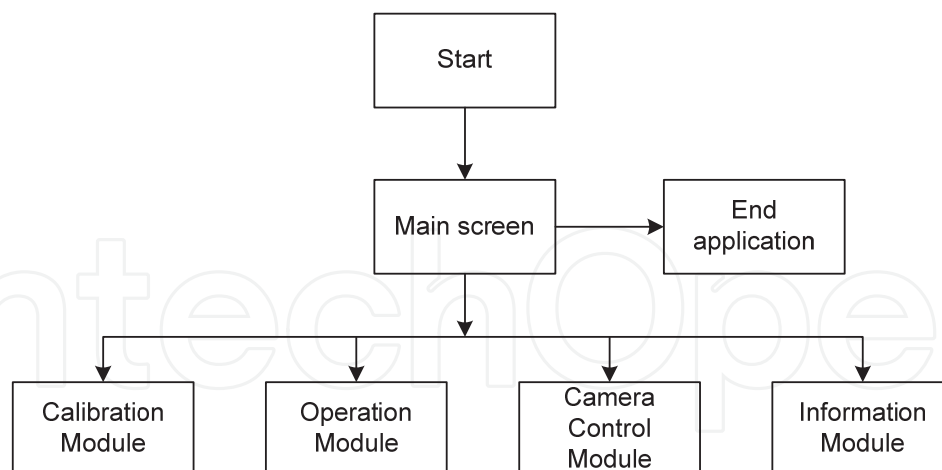 Start
Main screen
End
application
Calibration
Module
Operation
Module
Camera
Control
Module
Information
Module